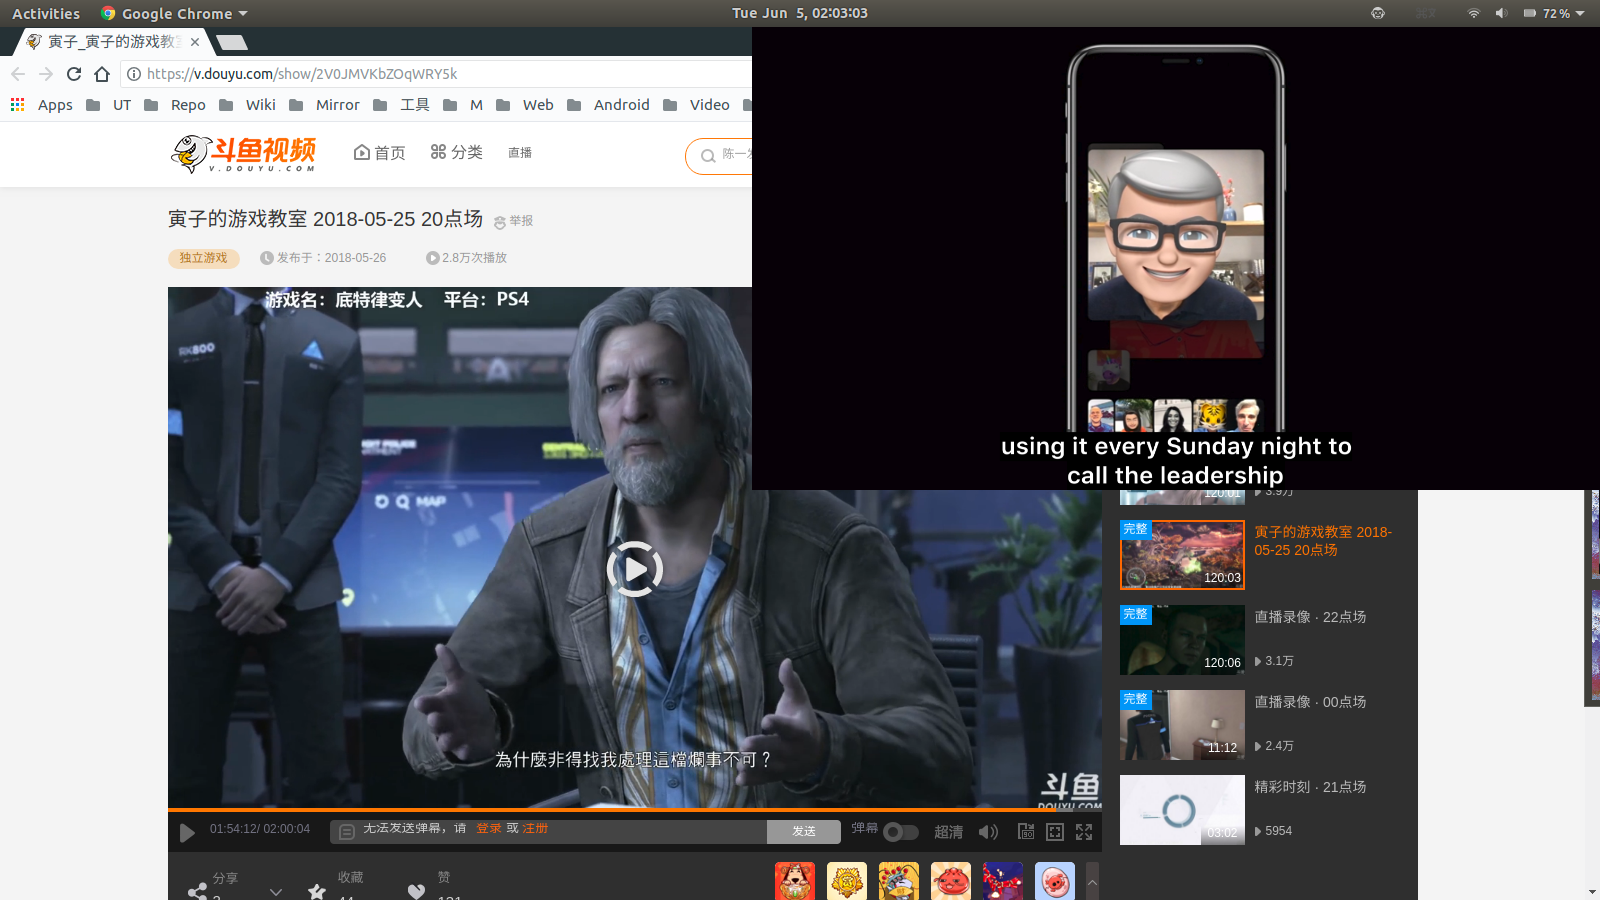 Activities Google Chrome Tue Jun 5, 02:03:03 72 %
寅子_寅子的游戏教
https://v.douyu.com/show/2V0JMVKbZOqWRY5k
Apps UT Repo Wiki Mirror 工具 M Web Android Video
斗鱼视频 首页 分类 直播 陈一发
V.DOUYU.COM
寅子的游戏教室 2018-05-25 20点场 举报
独立游戏 发布于：2018-05-26 2.8万次播放
游戏名：底特律变人 平台：PS4
RK800
CENTRAL
MAP
為什麼非得找我處理這檔爛事不可？
斗鱼
DOUYU.COM
using it every Sunday night to
call the leadership
120:01 3.9万
完整 寅子的游戏教室 2018-
05-25 20点场
120:03
完整 直播录像 · 22点场
120:06 3.1万
完整 直播录像 · 00点场
11:12 2.4万
精彩时刻 · 21点场
03:02 5954
01:54:12/ 02:00:04 无法发送弹幕，请 登录 或 注册 发送 弹幕 超清
分享 收藏 赞